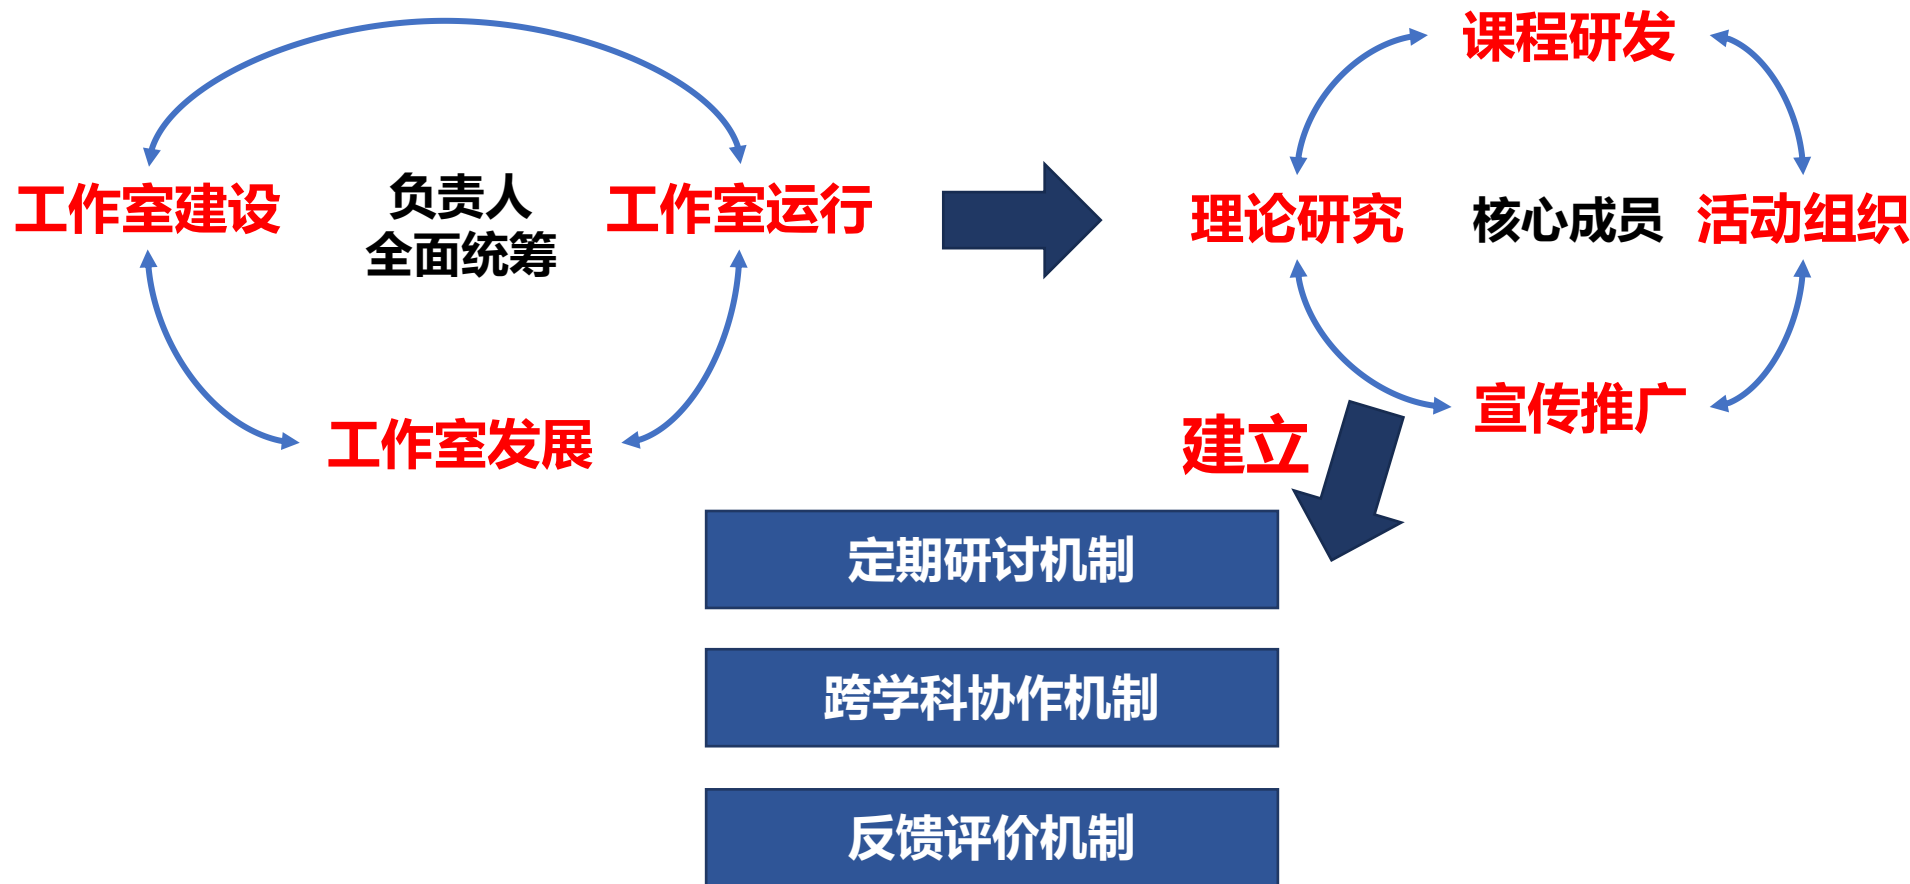 工作室建设
负责人
全面统筹
工作室运行
工作室发展
课程研发
理论研究
核心成员
活动组织
宣传推广
建立
定期研讨机制
跨学科协作机制
反馈评价机制